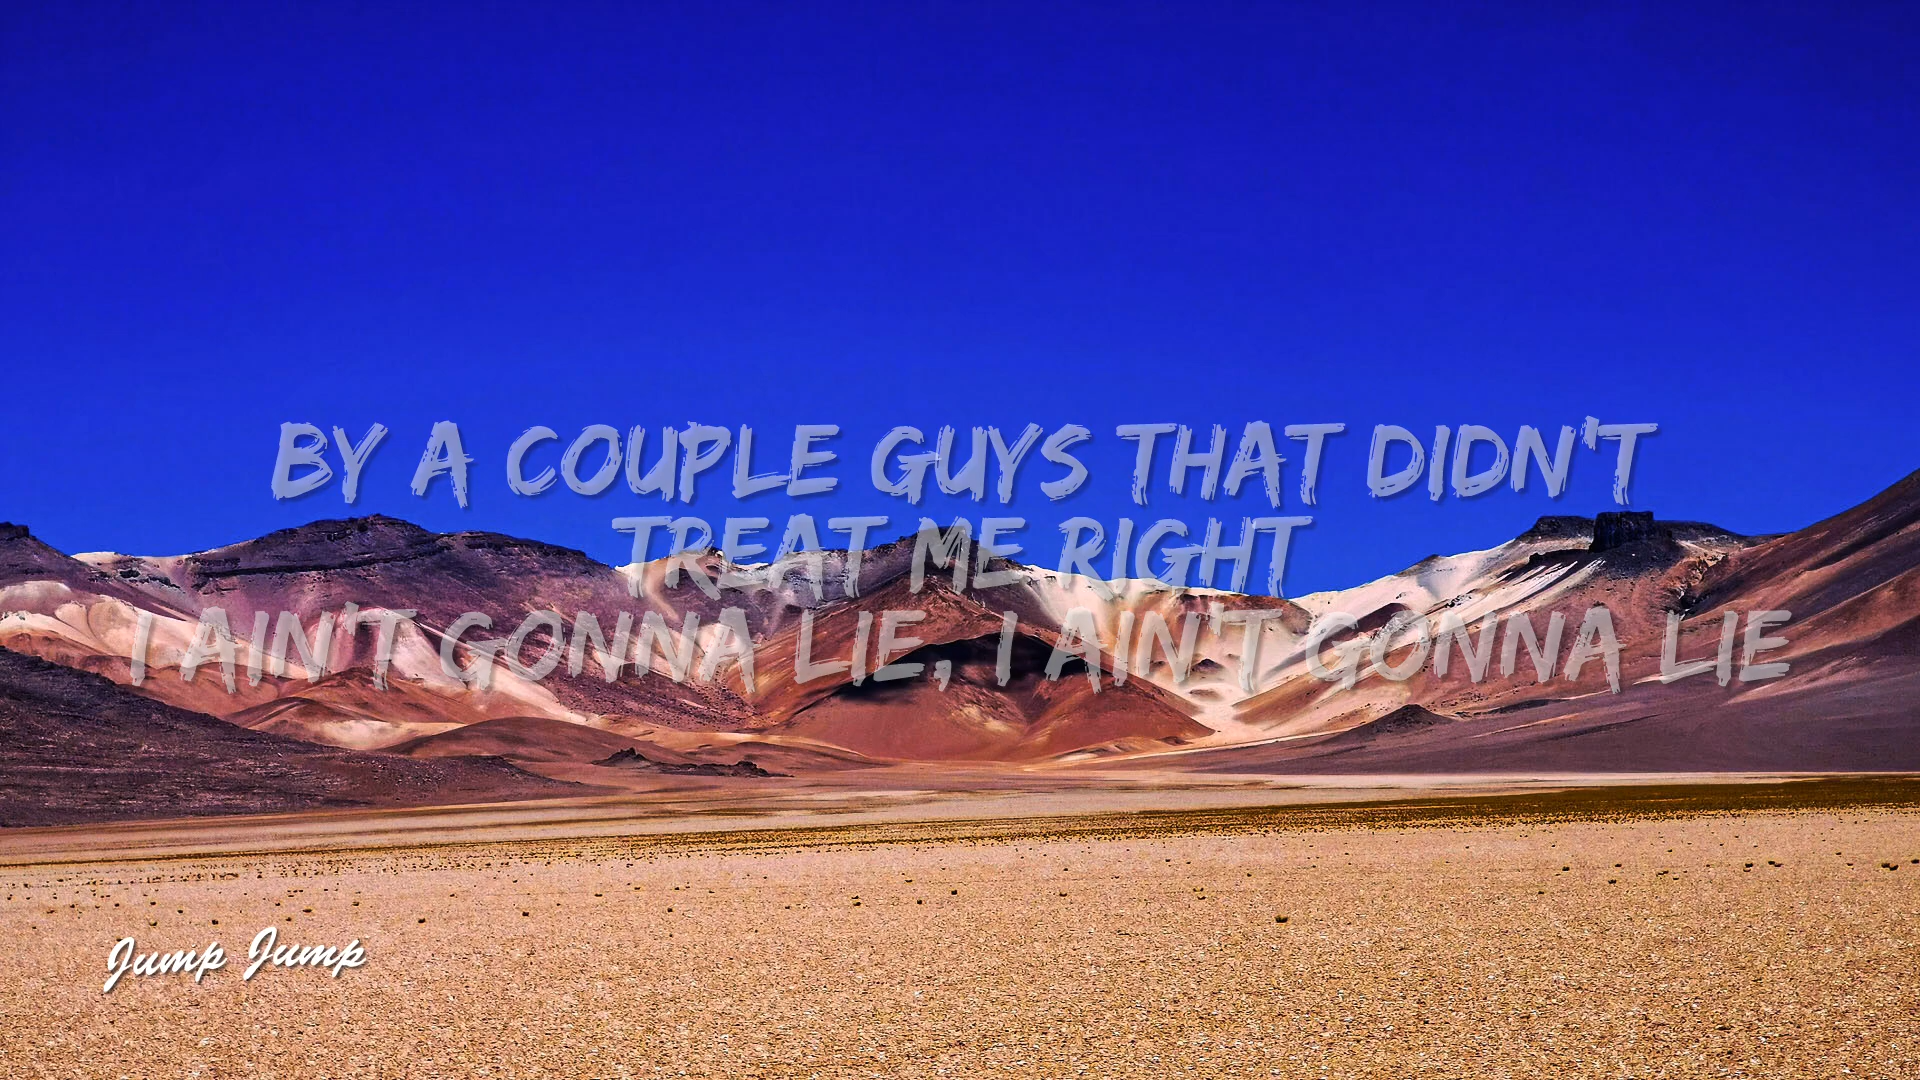 BY A COUPLE GUYS THAT DIDN'T
TREAT ME RIGHT
I AIN'T GONNA LIE, I AIN'T GONNA LIE
Jump Jump